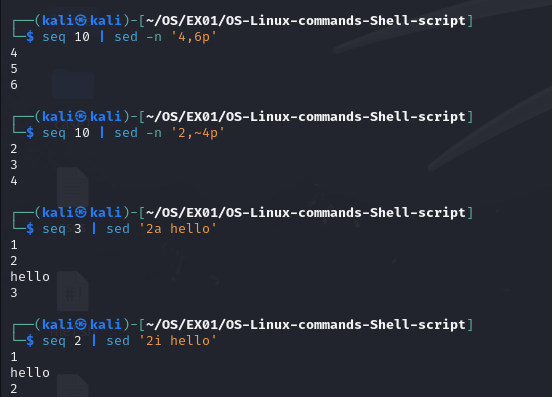 ┌──(kali㉿kali)-[~/OS/EX01/OS-Linux-commands-Shell-script]
└─$ seq 10 | sed -n '4,6p'
4
5
6
┌──(kali㉿kali)-[~/OS/EX01/OS-Linux-commands-Shell-script]
└─$ seq 10 | sed -n '2,~4p'
2
3
4
┌──(kali㉿kali)-[~/OS/EX01/OS-Linux-commands-Shell-script]
└─$ seq 3 | sed '2a hello'
1
2
hello
3
┌──(kali㉿kali)-[~/OS/EX01/OS-Linux-commands-Shell-script]
└─$ seq 2 | sed '2i hello'
1
hello
2